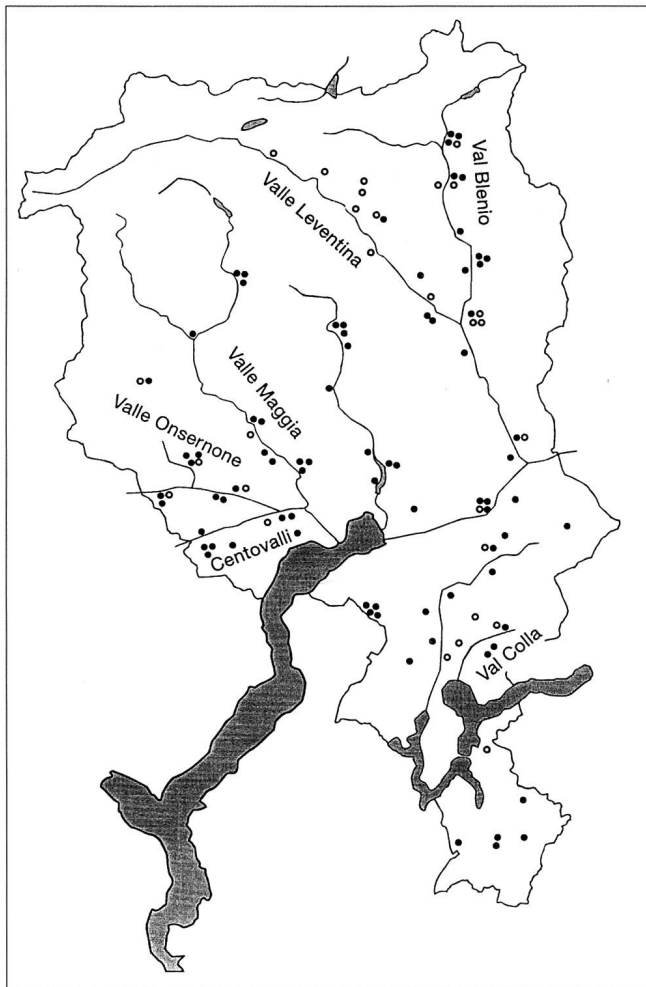 Val Blenio
Valle Leventina
Valle Maggia
Valle Onsernone
Centovalli
Val Colla